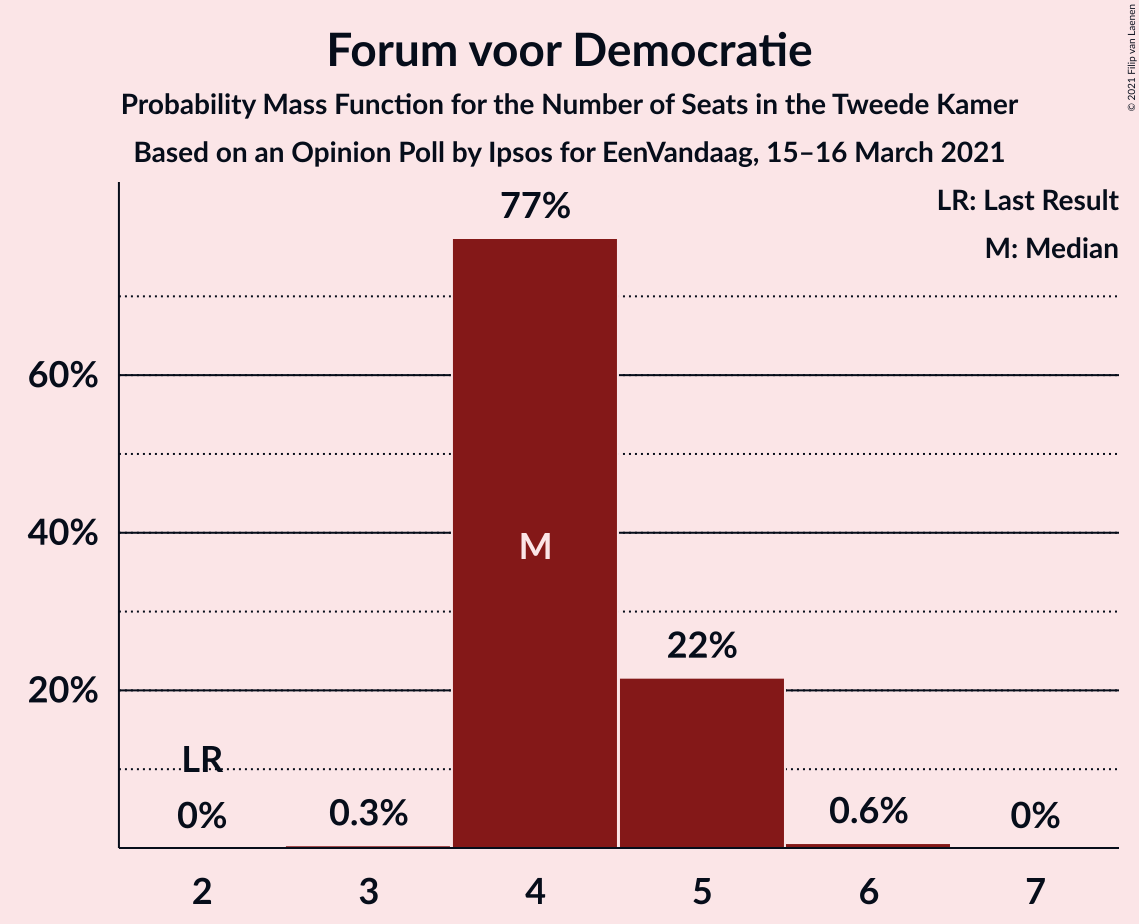 Forum voor Democratie
Probability Mass Function for the Number of Seats in the Tweede Kamer
Based on an Opinion Poll by Ipsos for EenVandaag, 15–16 March 2021
© 2021 Filip van Laenen
LR: Last Result
M: Median
77%
60%
40%
M
22%
20%
LR
0%
0.3%
0.6%
0%
2 3 4 5 6 7